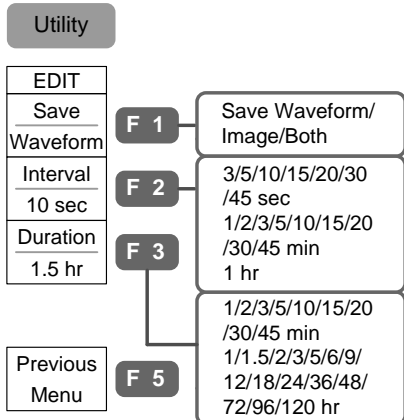 Utility
EDIT
Save
Waveform
F 1
Save Waveform/
Image/Both
Interval
10 sec
F 2
3/5/10/15/20/30
/45 sec
1/2/3/5/10/15/20
/30/45 min
1 hr
Duration
1.5 hr
F 3
1/2/3/5/10/15/20
/30/45 min
1/1.5/2/3/5/6/9/
12/18/24/36/48/
72/96/120 hr
Previous
Menu
F 5